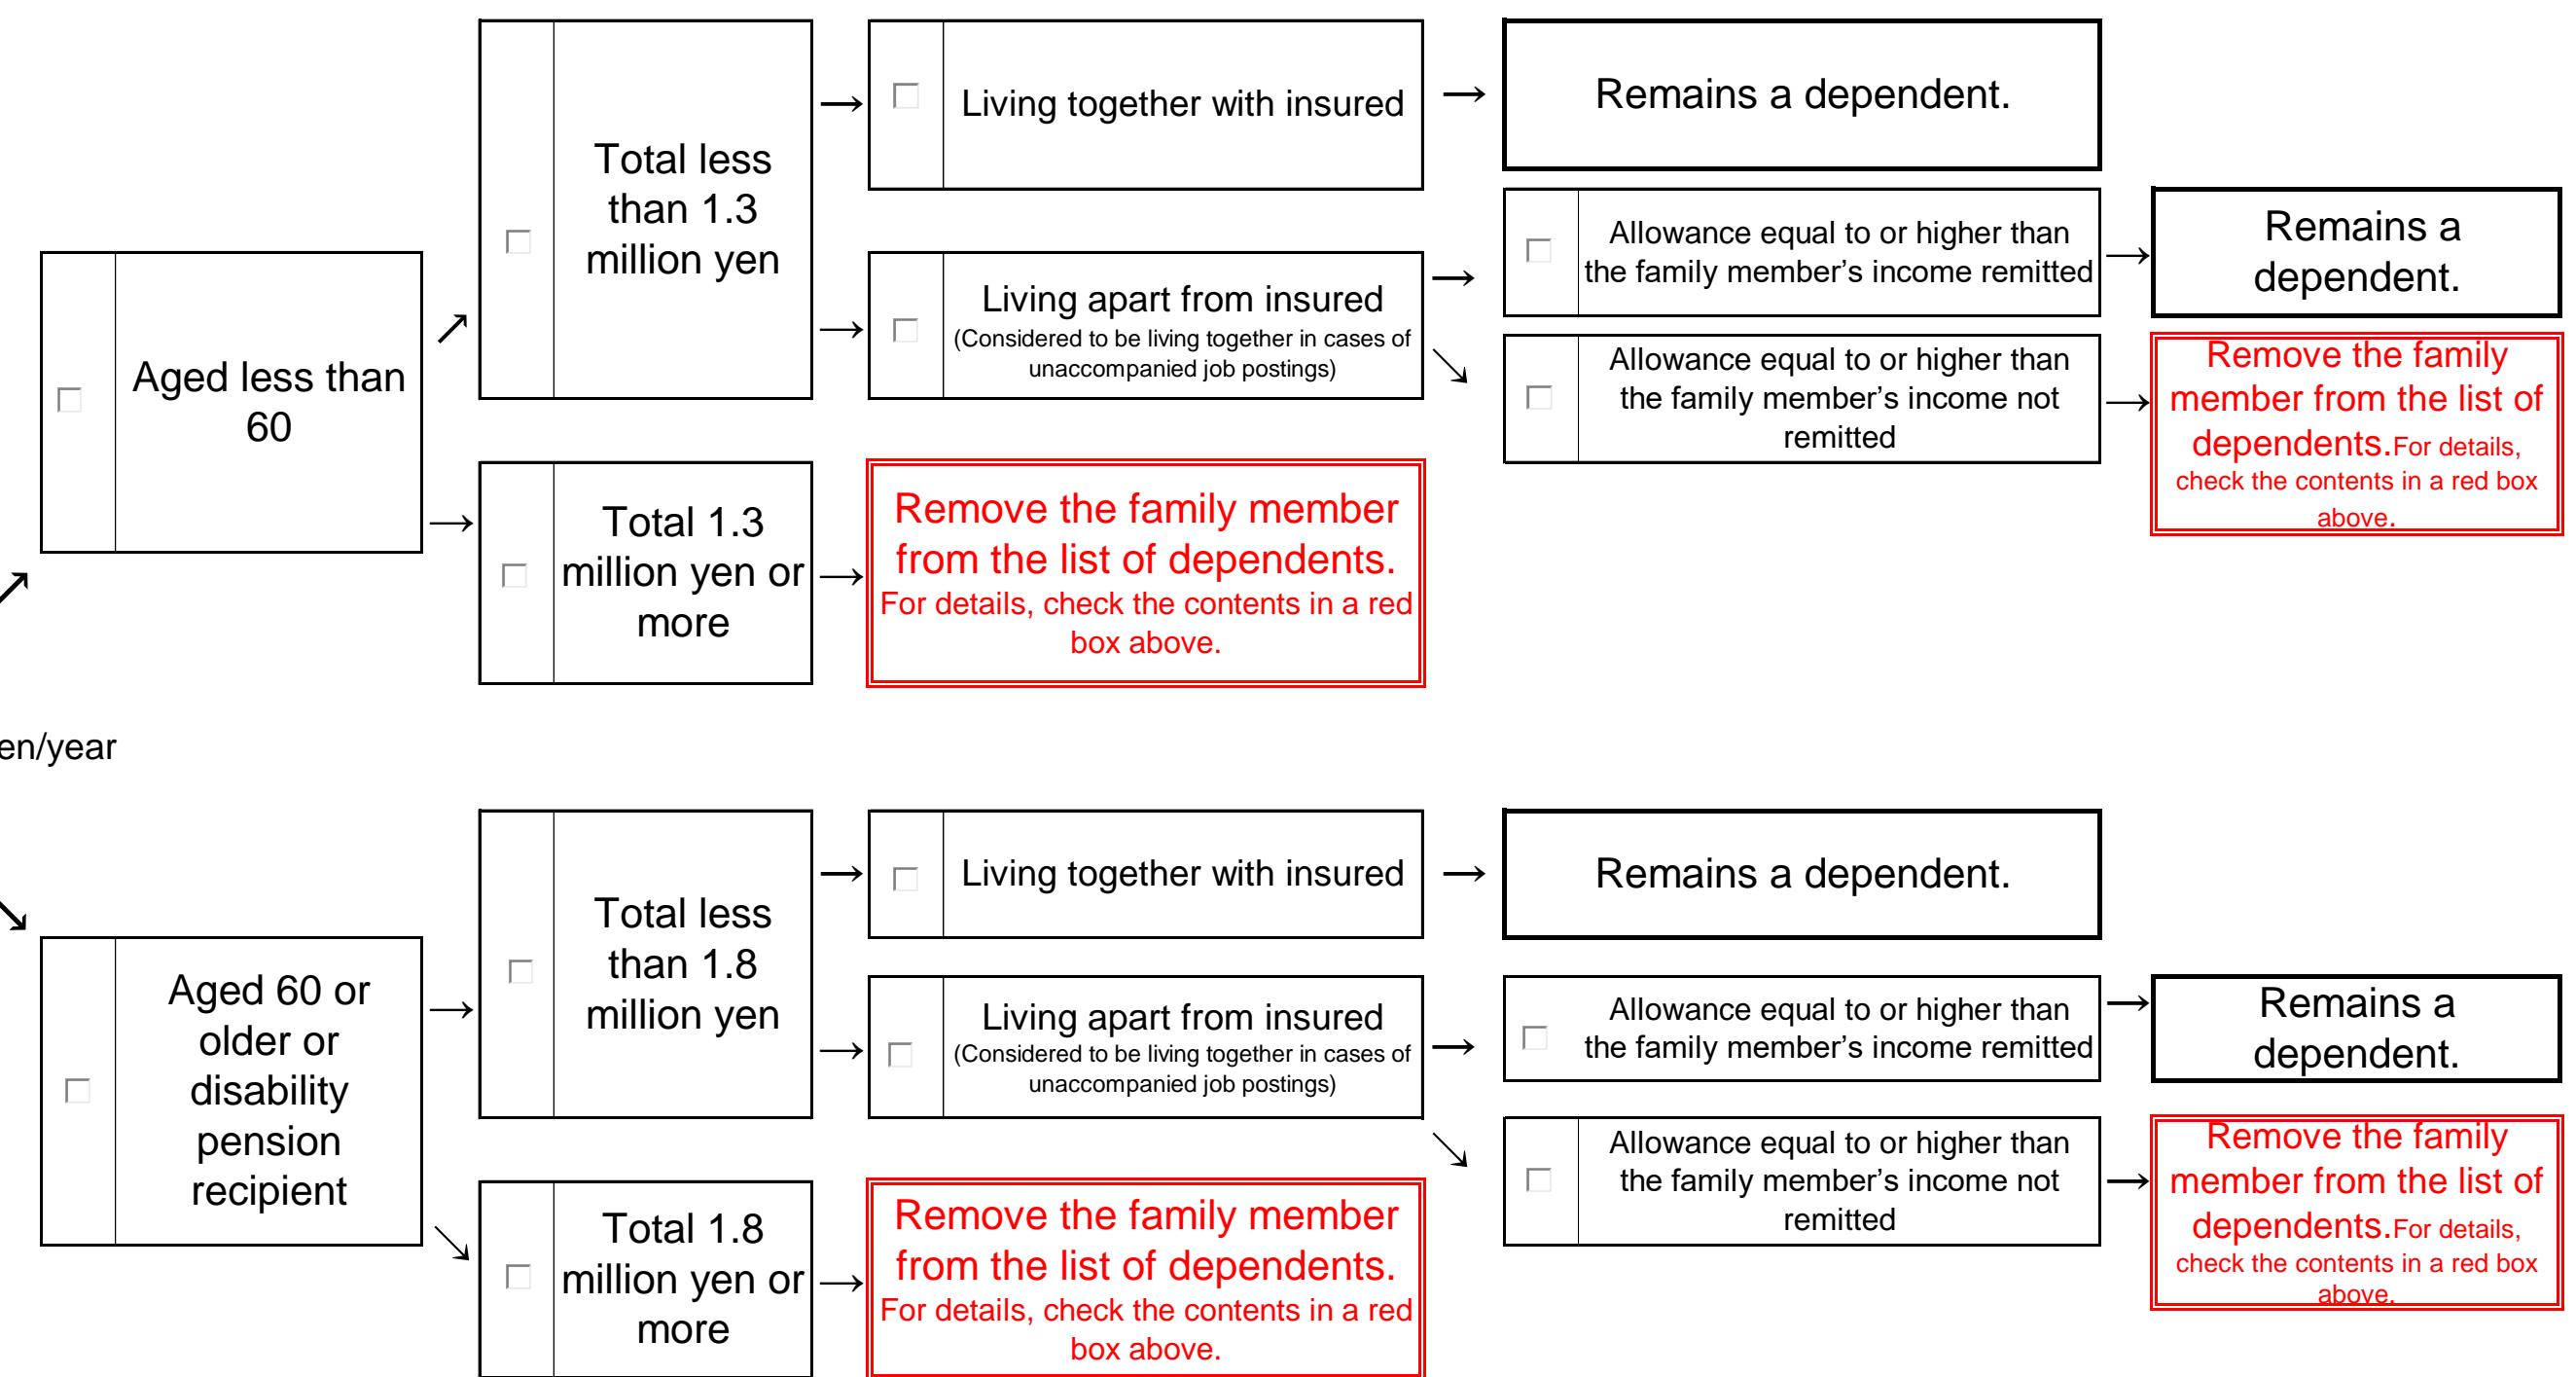 Aged less than
60
Total less
than 1.3
million yen
Living together with insured
Remains a dependent.
Living apart from insured
(Considered to be living together in cases of
unaccompanied job postings)
Allowance equal to or higher than
the family member's income remitted
Remains a
dependent.
Allowance equal to or higher than
the family member's income not
remitted
Remove the family
member from the list of
dependents.For details,
check the contents in a red box
above.
Total 1.3
million yen or
more
Remove the family member
from the list of dependents.
For details, check the contents in a red
box above.
en/year
Aged 60 or
older or
disability
pension
recipient
Total less
than 1.8
million yen
Living together with insured
Remains a dependent.
Living apart from insured
(Considered to be living together in cases of
unaccompanied job postings)
Allowance equal to or higher than
the family member's income remitted
Remains a
dependent.
Allowance equal to or higher than
the family member's income not
remitted
Remove the family
member from the list of
dependents.For details,
check the contents in a red box
above.
Total 1.8
million yen or
more
Remove the family member
from the list of dependents.
For details, check the contents in a red
box above.